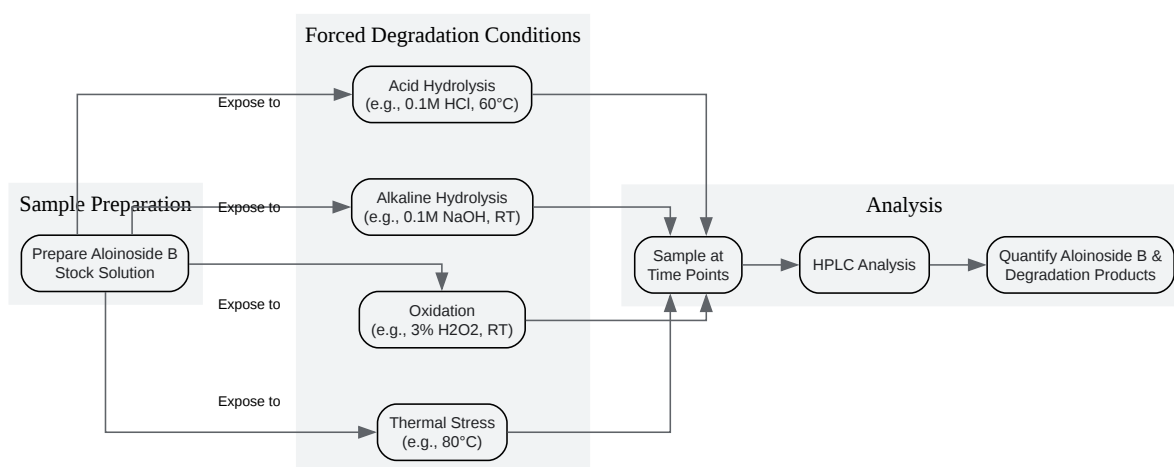 Forced Degradation Conditions
Acid Hydrolysis
(e.g., 0.1M HCl, 60°C)
Expose to
Sample Preparation
Expose to
Alkaline Hydrolysis
(e.g., 0.1M NaOH, RT)
Analysis
Prepare Aloinoside B
Stock Solution
Sample at
Time Points
HPLC Analysis
Quantify Aloinoside B &
Degradation Products
Expose to
Oxidation
(e.g., 3% H2O2, RT)
Expose to
Thermal Stress
(e.g., 80°C)